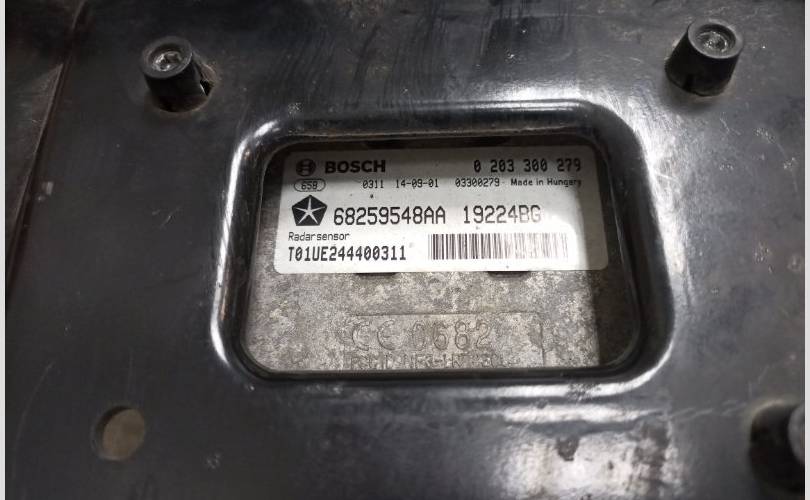 BOSCH 0 203 300 279
658 0311 14-09-01 03300279 Made in Hungary
68259548AA 19224BG
Radarsensor
T01UE244400311
CE 0682